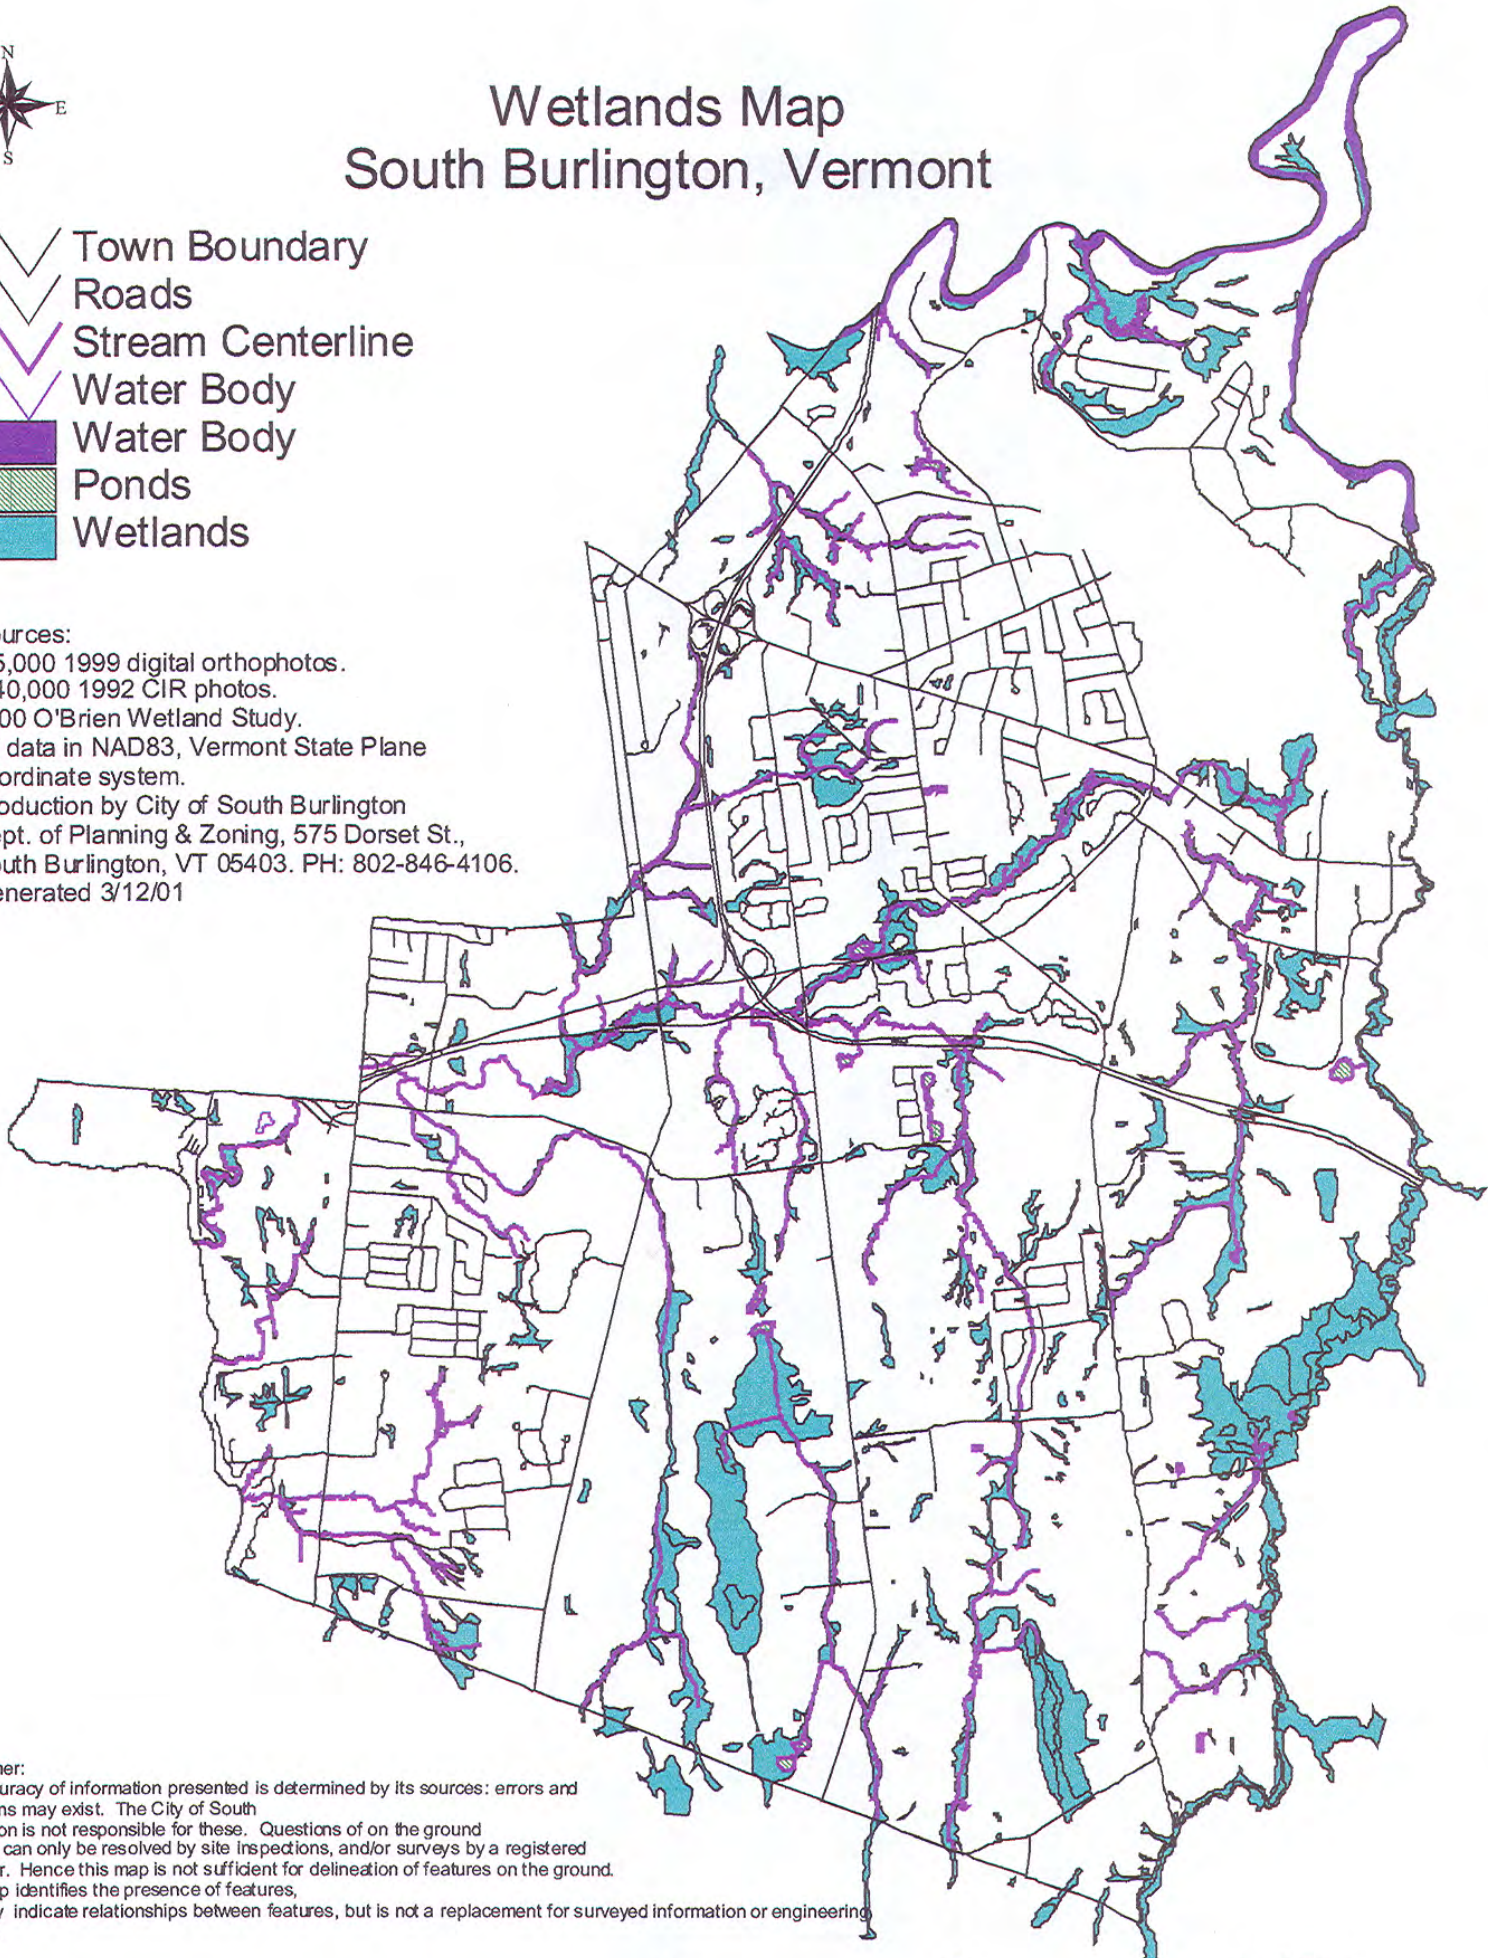 N
E
S
Wetlands Map
South Burlington, Vermont
Town Boundary
Roads
Stream Centerline
Water Body
Water Body
Ponds
Wetlands
urces:
5,000 1999 digital orthophotos.
40,000 1992 CIR photos.
00 O'Brien Wetland Study.
data in NAD83, Vermont State Plane
ordinate system.
oduction by City of South Burlington
pt. of Planning & Zoning, 575 Dorset St.,
uth Burlington, VT 05403. PH: 802-846-4106.
enerated 3/12/01
ner:
uracy of information presented is determined by its sources: errors and
ns may exist. The City of South
on is not responsible for these. Questions of on the ground
can only be resolved by site inspections, and/or surveys by a registered
r. Hence this map is not sufficient for delineation of features on the ground.
p identifies the presence of features,
y indicate relationships between features, but is not a replacement for surveyed information or engineering